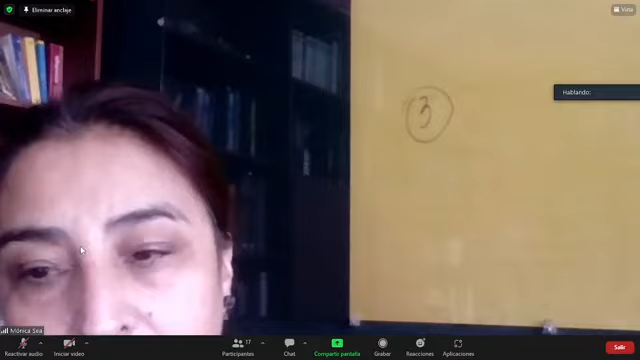 Eliminar anclaje
Vista
3
Hablando:
Mónica Sea
Reactivar audio
Iniciar video
17
Participantes
Chat
Compartir pantalla
Grabar
Reacciones
Aplicaciones
Salir